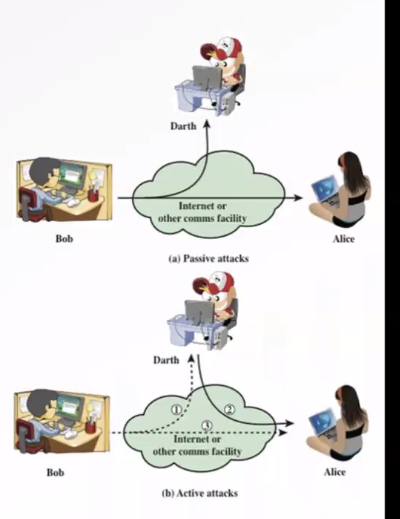 Darth
Internet or
other comms facility
Bob
Alice
(a) Passive attacks
Darth
① ②
③
Internet or
other comms facility
Bob
Alice
(b) Active attacks